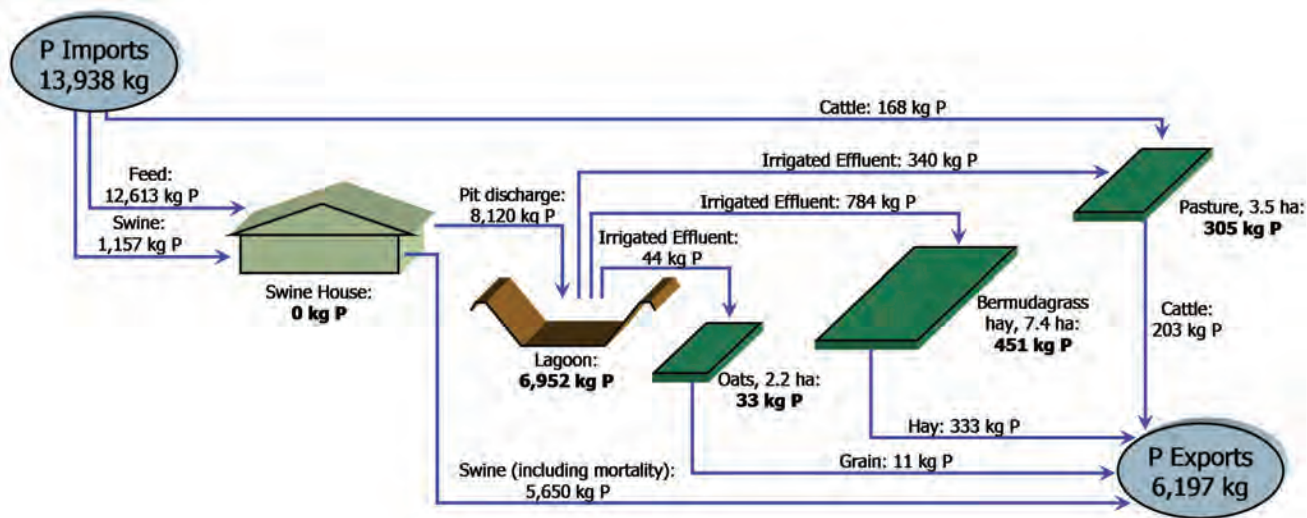 P Imports
13,938 kg
Cattle: 168 kg P
Feed:
12,613 kg P
Swine:
1,157 kg P
Swine House:
0 kg P
Pit discharge:
8,120 kg P
Irrigated Effluent: 340 kg P
Irrigated Effluent: 784 kg P
Irrigated Effluent:
44 kg P
Pasture, 3.5 ha:
305 kg P
Lagoon:
6,952 kg P
Oats, 2.2 ha:
33 kg P
Bermudagrass
hay, 7.4 ha:
451 kg P
Cattle:
203 kg P
Hay: 333 kg P
Grain: 11 kg P
Swine (including mortality):
5,650 kg P
P Exports
6,197 kg